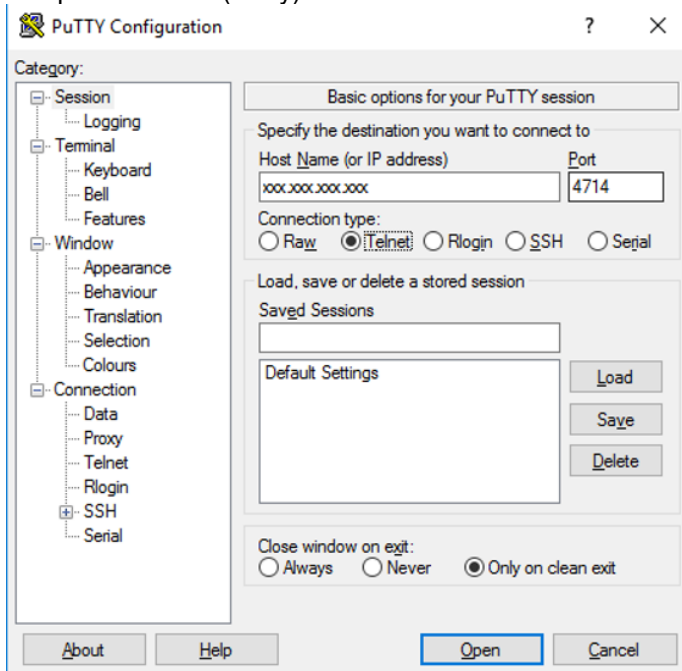 PuTTY Configuration ? ×
Category:
Session
Logging
Terminal
Keyboard
Bell
Features
Window
Appearance
Behaviour
Translation
Selection
Colours
Connection
Data
Proxy
Telnet
Rlogin
SSH
Serial
Basic options for your PuTTY session
Specify the destination you want to connect to
Host Name (or IP address) Port
xxx.xxx.xxx.xxx 4714
Connection type:
Raw Telnet Rlogin SSH Serial
Load, save or delete a stored session
Saved Sessions
Default Settings
Load
Save
Delete
Close window on exit:
Always Never Only on clean exit
About Help Open Cancel